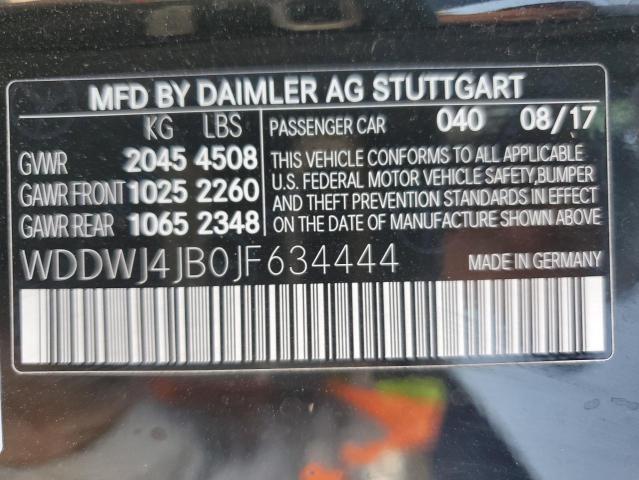 MFD BY DAIMLER AG STUTTGART
KG LBS
PASSENGER CAR 040 08/17
GVWR 2045 4508
GAWR FRONT 1025 2260
GAWR REAR 1065 2348
THIS VEHICLE CONFORMS TO ALL APPLICABLE
U.S. FEDERAL MOTOR VEHICLE SAFETY, BUMPER
AND THEFT PREVENTION STANDARDS IN EFFECT
ON THE DATE OF MANUFACTURE SHOWN ABOVE
WDDWJ4JB0JF634444 MADE IN GERMANY